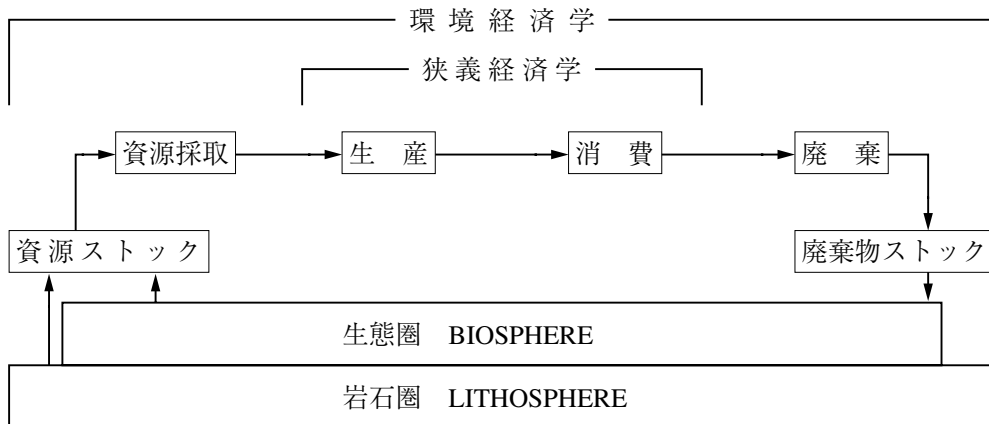 環境経済学
狭義経済学
資源採取
生 産
消 費
廃 棄
資源ストック
廃棄物ストック
生態圏 BIOSPHERE
岩石圏 LITHOSPHERE